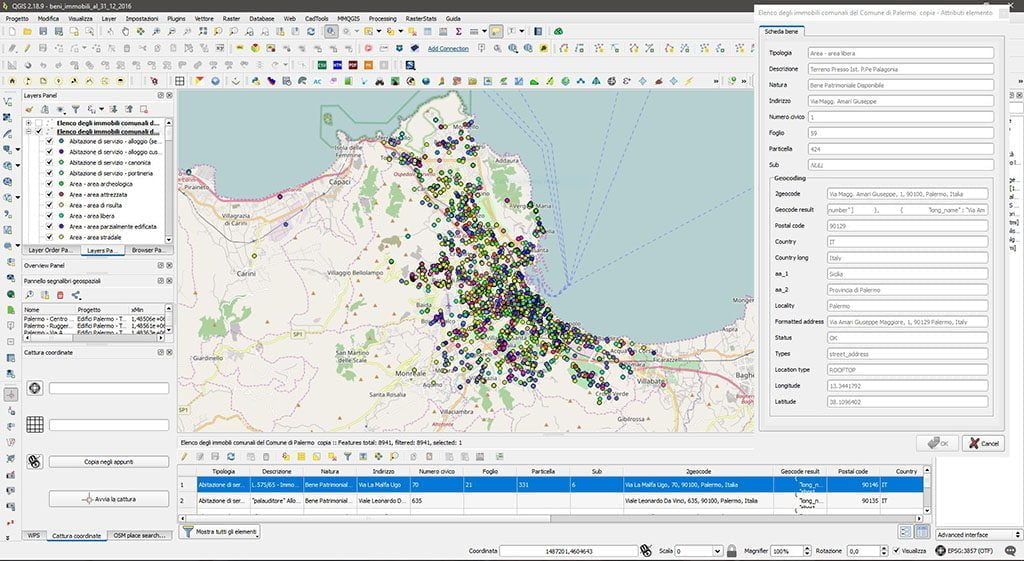 QGIS 2.18.9 - beni_immobili_al_31_12_2016
Progetto Modifica Visualizza Layer Impostazioni Plugins Vettore Raster Database Web CadTools MMQGIS Processing RasterStats Guida
Add Connection
Layers Panel
Elenco degli immobili comunali d...
Elenco degli immobili comunali d...
Abitazione di servizio - alloggio (se...
Abitazione di servizio - alloggio cus...
Abitazione di servizio - canonica
Abitazione di servizio - portineria
Area - area archeologica
Area - area attrezzata
Area - area di risulta
Area - area libera
Area - area parzialmente edificata
Area - area stradale
Layer Order Pa... Layers Pa... Browser Pa...
Overview Panel
Pannello segnalibri geospaziali
Nome Progetto xMin
Palermo - Centro ... Edifici Palermo - T... 1,48506e+...
Palermo - Rugger... Edifici Palermo - T... 1,48561e+...
Cattura coordinate
Copia negli appunti
Avvia la cattura
WPS Cattura coordinate OSM place search...
Isola delle
Femmine
Capaci
Piraineto
Villagrazia
di Carini
Carini
Villaggio Bellolampo
Addaura
Vergine Maria
Baida
SP1
Giardinello
San Martino
delle Scale
Monreale
Aquino
Santa Rosalia
SP1
Villaciambra
Altofonte
Villabate
Ficarazzi
Gibilrossa
Elenco degli immobili comunali del Comune di Palermo copia :: Features total: 8941, filtered: 8941, selected: 1
Tipologia Descrizione Natura Indirizzo Numero civico Foglio Particella Sub 2geocode Geocode result Postal code Country
1 Abitazione di ser... L.575/65 - Immo... Bene Patrimonial... Via La Malfa Ugo 70 21 331 6 Via La Malfa Ugo, 70, 90100, Palermo, Italia "long_n... 90146 IT
2 Abitazione di ser... "palauditore" Allo... Bene Patrimonial... Viale Leonardo D... 635 Viale Leonardo Da Vinci, 635, 90100, Palermo, Italia "long_n... 90135 IT
Mostra tutti gli elementi
Coordinata 1487201,4604643 Scala 0 Magnifier 100% Rotazione 0,0 Visualizza EPSG:3857 (OTF)
Advanced interface
Elenco degli immobili comunali del Comune di Palermo copia - Attributi elemento
Scheda bene
Tipologia Area - area libera
Descrizione Terreno Presso Ist. P.Pe Palagonia
Natura Bene Patrimoniale Disponibile
Indirizzo Via Magg. Amari Giuseppe
Numero civico 1
Foglio 59
Particella 424
Sub NULL
Geocoding
2geocode Via Magg. Amari Giuseppe, 1, 90100, Palermo, Italia
Geocode result number" ] }, { "long_name" : "Via Am
Postal code 90129
Country IT
Country long Italy
aa_1 Sicilia
aa_2 Provincia di Palermo
Locality Palermo
Formatted address Via Amari Giuseppe Maggiore, 1, 90129 Palermo, Italy
Status OK
Types street_address
Location type ROOFTOP
Longitude 13.3441792
Latitude 38.1096402
OK Cancel